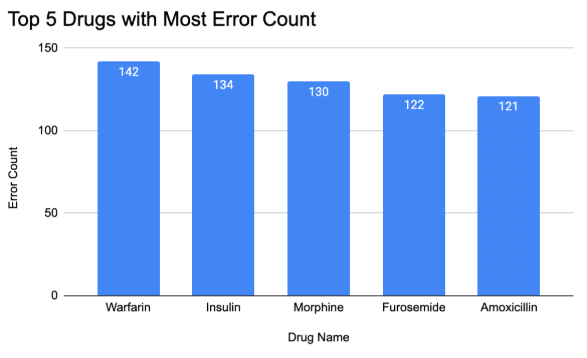 Top 5 Drugs with Most Error Count
150
100
50
0
Error Count
142
134
130
122
121
Warfarin
Insulin
Morphine
Furosemide
Amoxicillin
Drug Name